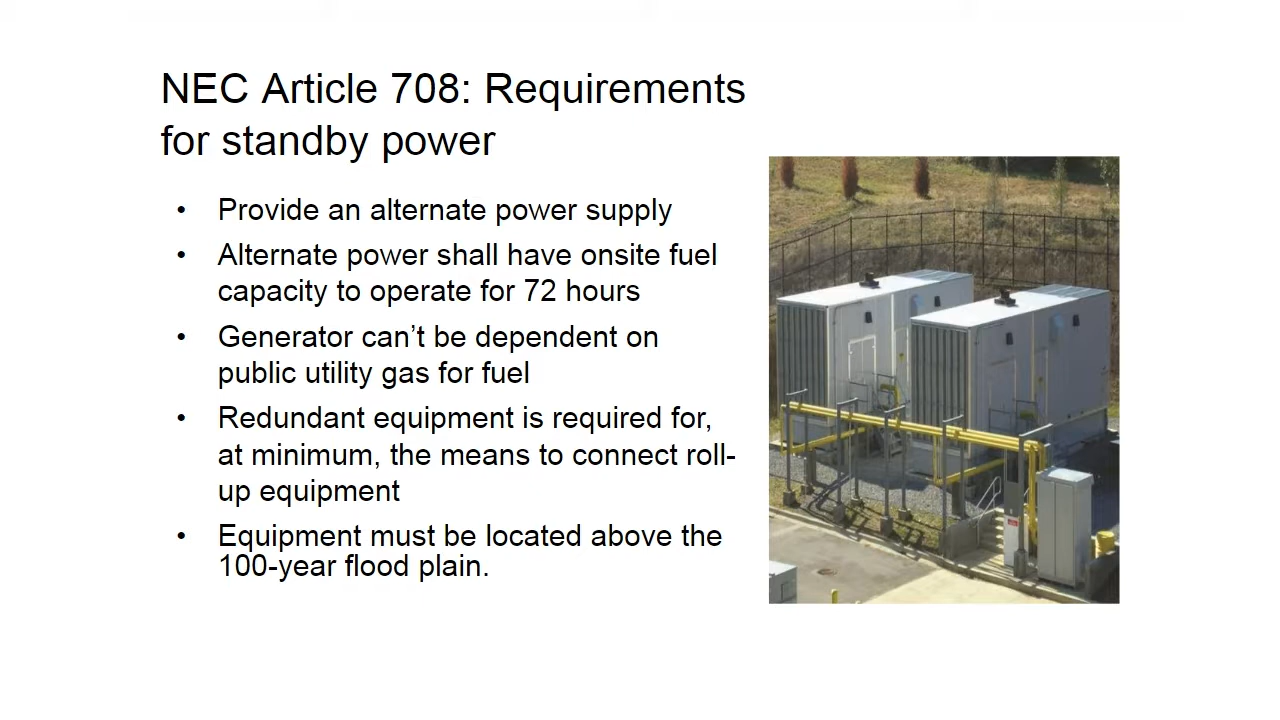 NEC Article 708: Requirements
for standby power
• Provide an alternate power supply
• Alternate power shall have onsite fuel
capacity to operate for 72 hours
• Generator can’t be dependent on
public utility gas for fuel
• Redundant equipment is required for,
at minimum, the means to connect roll-
up equipment
• Equipment must be located above the
100-year flood plain.